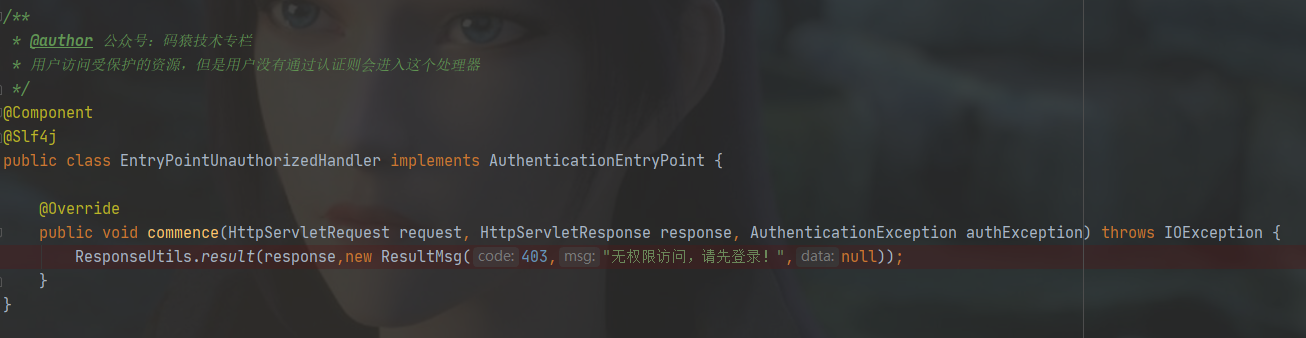 /**
 * @author 公众号：码猿技术专栏
 * 用户访问受保护的资源，但是用户没有通过认证则会进入这个处理器
 */
@Component
@Slf4j
public class EntryPointUnauthorizedHandler implements AuthenticationEntryPoint {
    @Override
    public void commence(HttpServletRequest request, HttpServletResponse response, AuthenticationException authException) throws IOException {
        ResponseUtils.result(response,new ResultMsg( code: 403, msg: "无权限访问，请先登录！", data: null));
    }
}